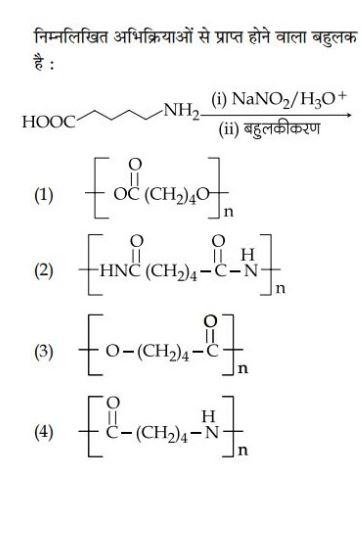 निम्नलिखित अभिक्रियाओं से प्राप्त होने वाला बहुलक
है :
HOOC NH₂ (i) NaNO₂/H₃O⁺
(ii) बहुलकीकरण
(1) [ OC(=O)(CH₂)₄O ]n
(2) [ HNC(=O)(CH₂)₄–C(=O)–N(H) ]n
(3) [ O–(CH₂)₄–C(=O) ]n
(4) [ C(=O)–(CH₂)₄–N(H) ]n